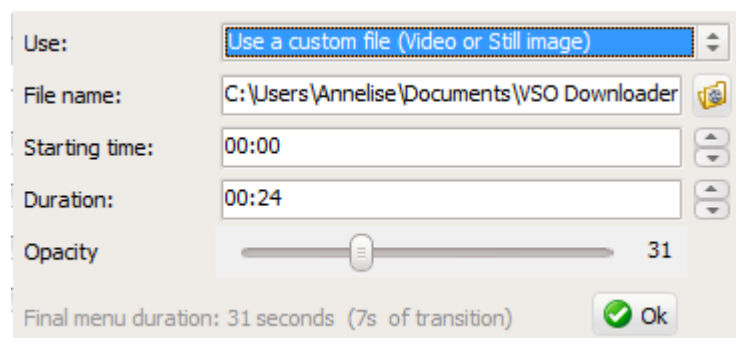 Use: Use a custom file (Video or Still image)
File name: C:\Users\Annelise\Documents\VSO Downloader
Starting time: 00:00
Duration: 00:24
Opacity 31
Final menu duration: 31 seconds (7s of transition) Ok